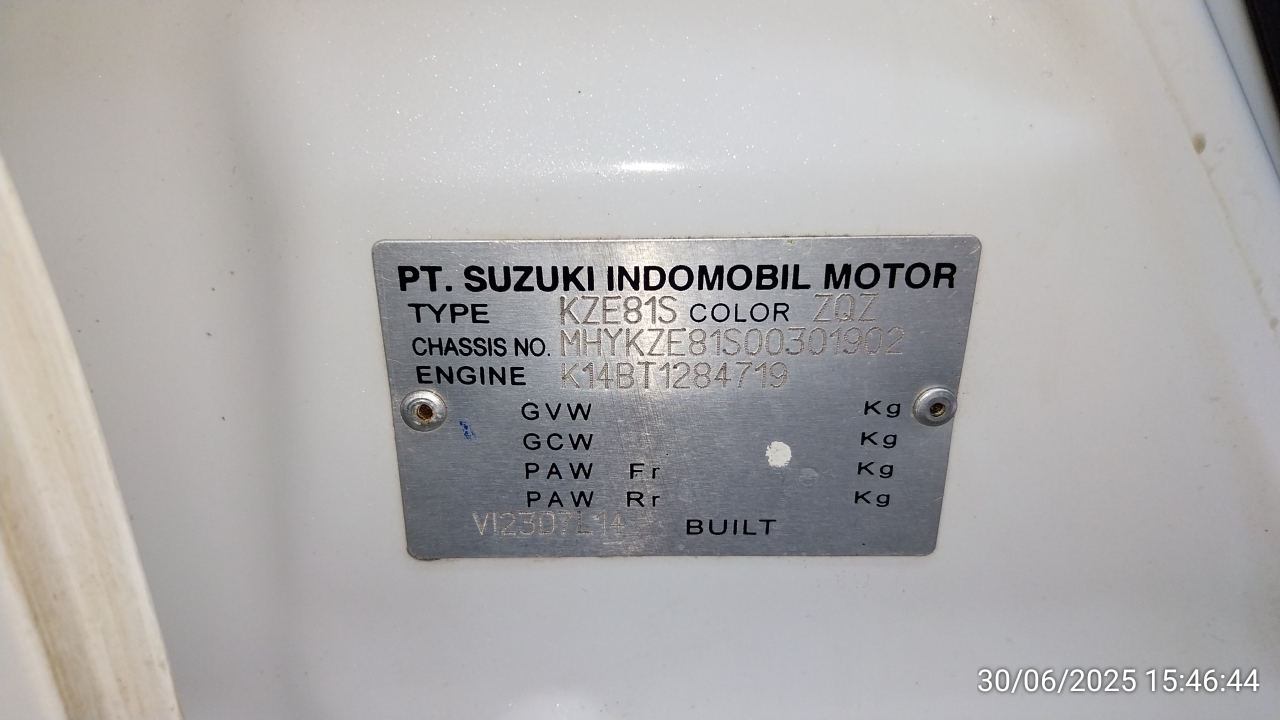 PT. SUZUKI INDOMOBIL MOTOR
TYPE KZE81S COLOR ZQZ
CHASSIS NO. MHYKZE81S00301902
ENGINE K14BT1284719
GVW Kg
GCW Kg
PAW Fr Kg
PAW Rr Kg
VI23D7L14 BUILT
30/06/2025 15:46:44